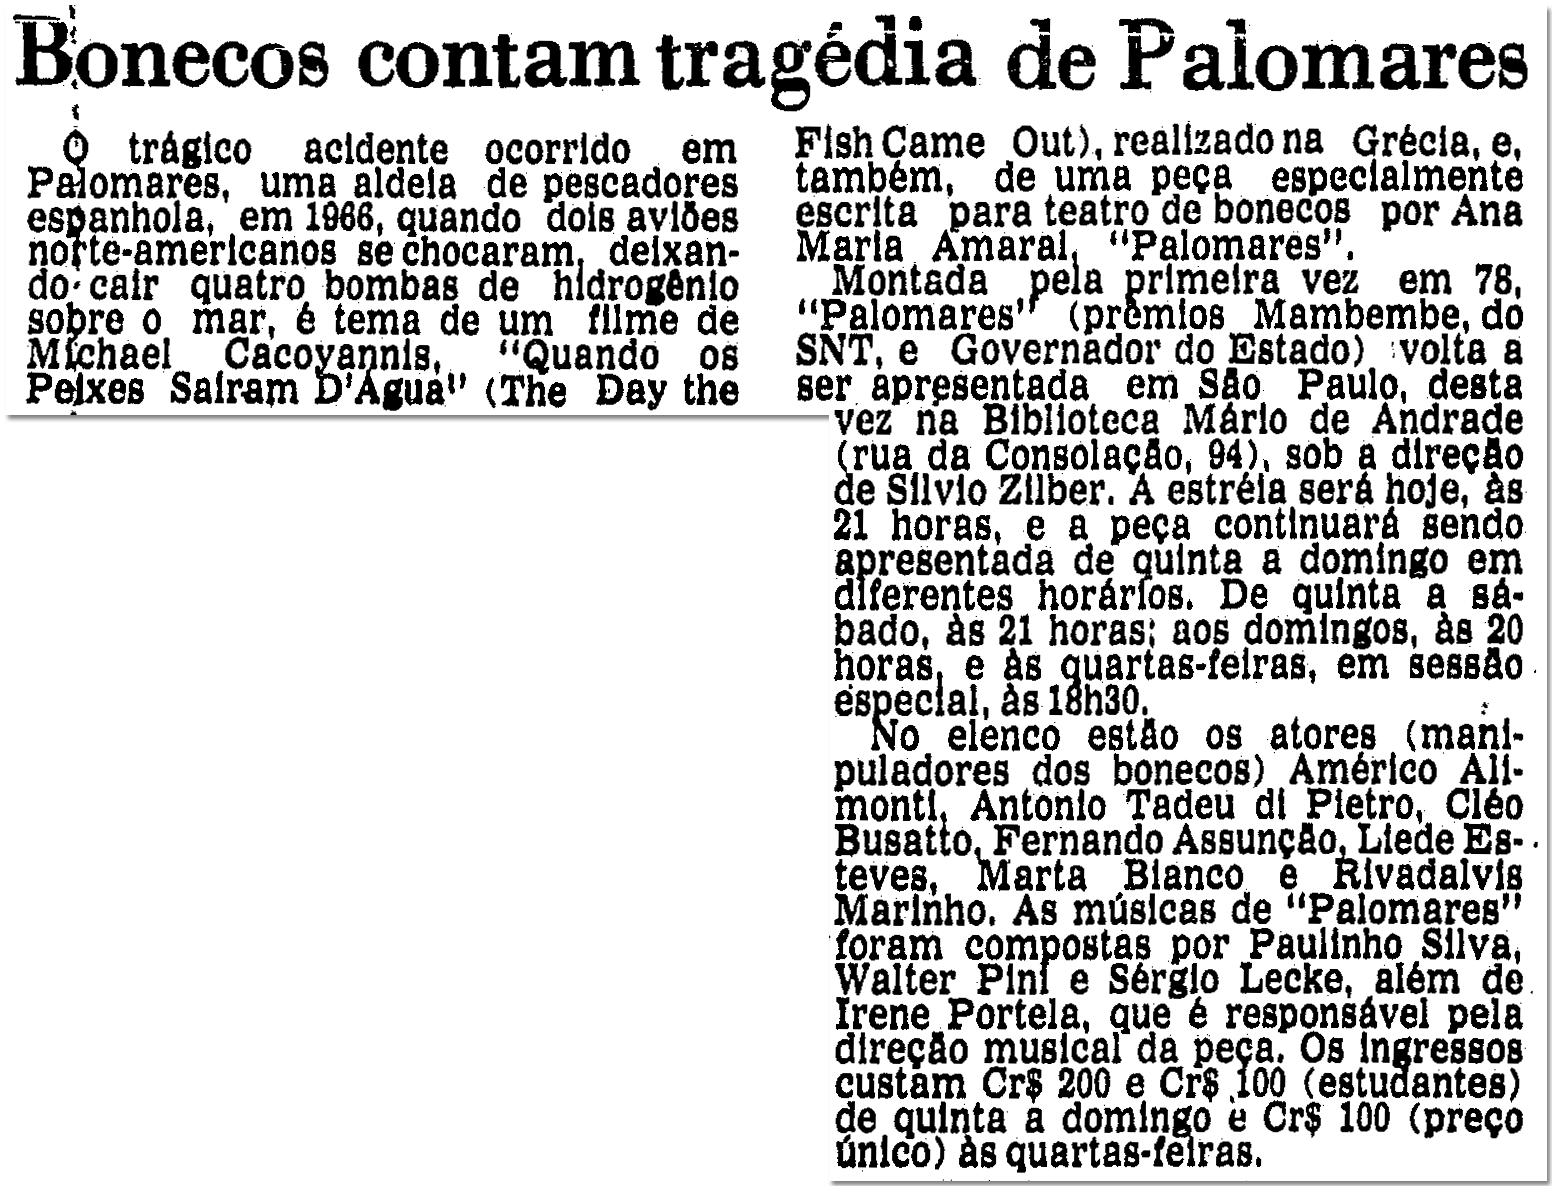 Bonecos contam tragédia de Palomares
O trágico acidente ocorrido em
Palomares, uma aldeia de pescadores
espanhola, em 1966, quando dois aviões
norte-americanos se chocaram, deixan-
do cair quatro bombas de hidrogênio
sobre o mar, é tema de um filme de
Michael Cacoyannis, "Quando os
Peixes Sairam D'Agua" (The Day the
Fish Came Out), realizado na Grécia, e,
também, de uma peça especialmente
escrita para teatro de bonecos por Ana
Maria Amaral, "Palomares".
Montada pela primeira vez em 78,
"Palomares" (prêmios Mambembe, do
SNT, e Governador do Estado) volta a
ser apresentada em São Paulo, desta
vez na Biblioteca Mário de Andrade
(rua da Consolação, 94), sob a direção
de Silvio Zilber. A estréia será hoje, às
21 horas, e a peça continuará sendo
apresentada de quinta a domingo em
diferentes horários. De quinta a sá-
bado, às 21 horas; aos domingos, às 20
horas, e às quartas-feiras, em sessão
especial, às 18h30.
No elenco estão os atores (mani-
puladores dos bonecos) Américo Ali-
monti, Antonio Tadeu di Pietro, Cléo
Busatto, Fernando Assunção, Liede Es-
teves, Marta Bianco e Rivadalvis
Marinho. As músicas de "Palomares"
foram compostas por Paulinho Silva,
Walter Pini e Sérgio Lecke, além de
Irene Portela, que é responsável pela
direção musical da peça. Os ingressos
custam Cr$ 200 e Cr$ 100 (estudantes)
de quinta a domingo e Cr$ 100 (preço
único) às quartas-feiras.